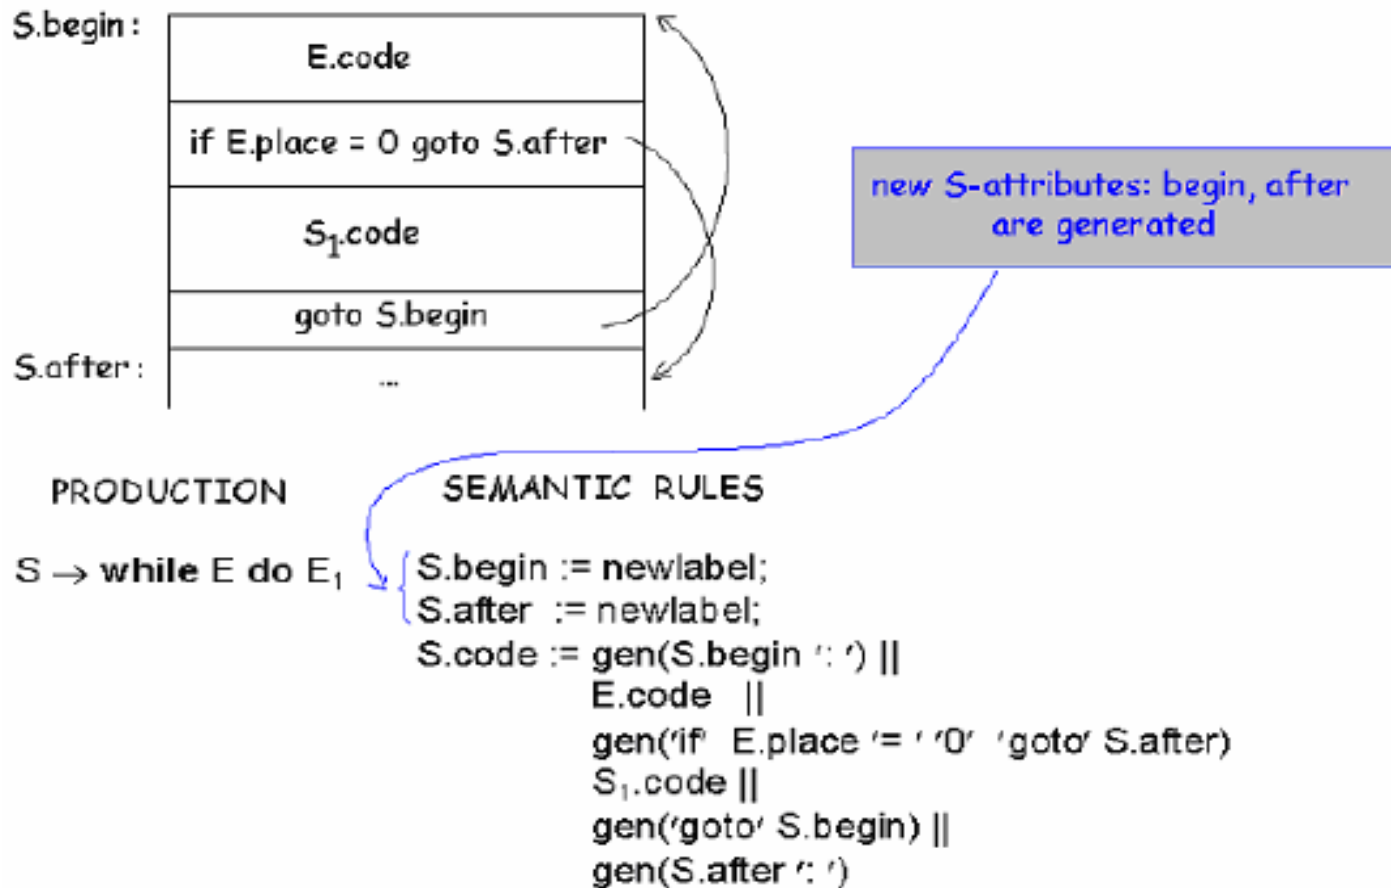 S.begin:
E.code
if E.place = 0 goto S.after
S₁.code
goto S.begin
S.after:
...
new S-attributes: begin, after
are generated
PRODUCTION SEMANTIC RULES
S → while E do E₁
S.begin := newlabel;
S.after := newlabel;
S.code := gen(S.begin ':') ||
E.code ||
gen('if' E.place '=' '0' 'goto' S.after)
S₁.code ||
gen('goto' S.begin) ||
gen(S.after ':')